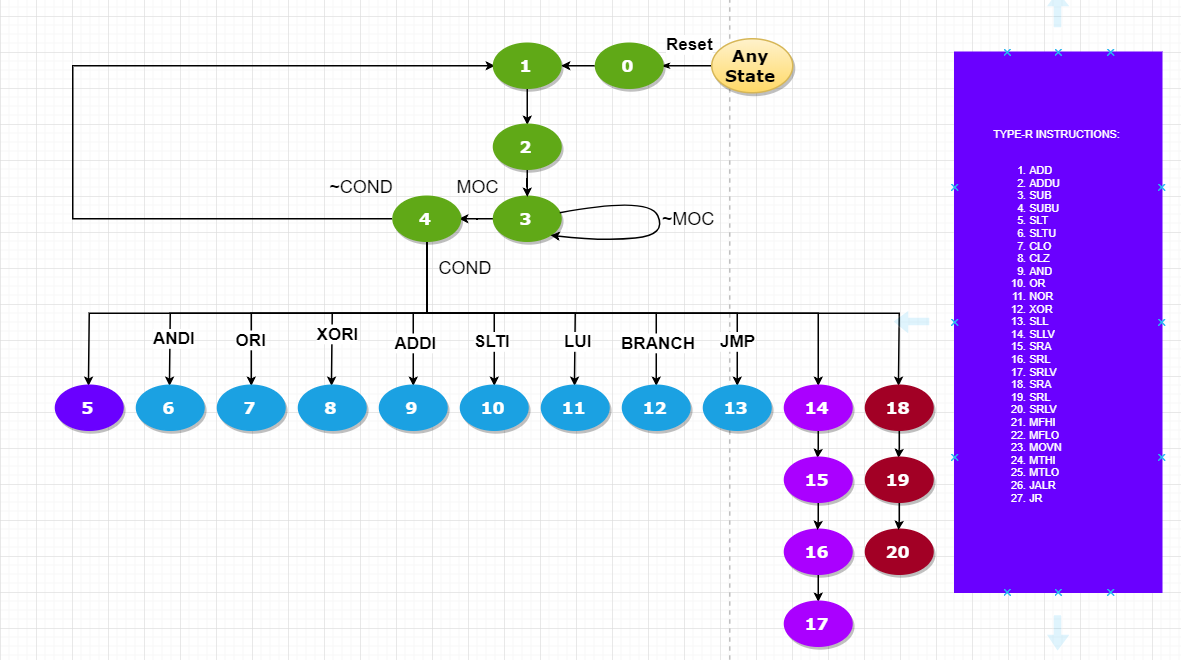 Reset
Any
State
0
1
2
~COND
MOC
4
3
~MOC
COND
ANDI
ORI
XORI
ADDI
SLTI
LUI
BRANCH
JMP
5
6
7
8
9
10
11
12
13
14
18
15
19
16
20
17
TYPE-R INSTRUCTIONS:
1. ADD
2. ADDU
3. SUB
4. SUBU
5. SLT
6. SLTU
7. CLO
8. CLZ
9. AND
10. OR
11. NOR
12. XOR
13. SLL
14. SLLV
15. SRA
16. SRL
17. SRLV
18. SRA
19. SRL
20. SRLV
21. MFHI
22. MFLO
23. MOVN
24. MTHI
25. MTLO
26. JALR
27. JR